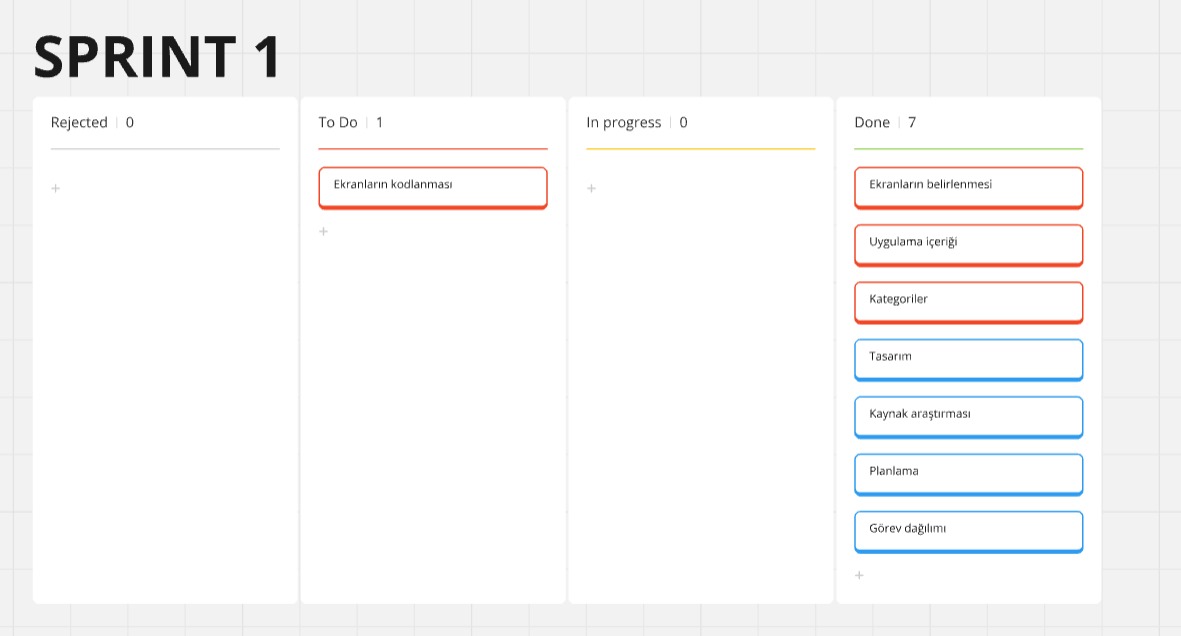 SPRINT 1
Rejected | 0
To Do | 1
Ekranların kodlanması
In progress | 0
Done | 7
Ekranların belirlenmesi
Uygulama içeriği
Kategoriler
Tasarım
Kaynak araştırması
Planlama
Görev dağılımı